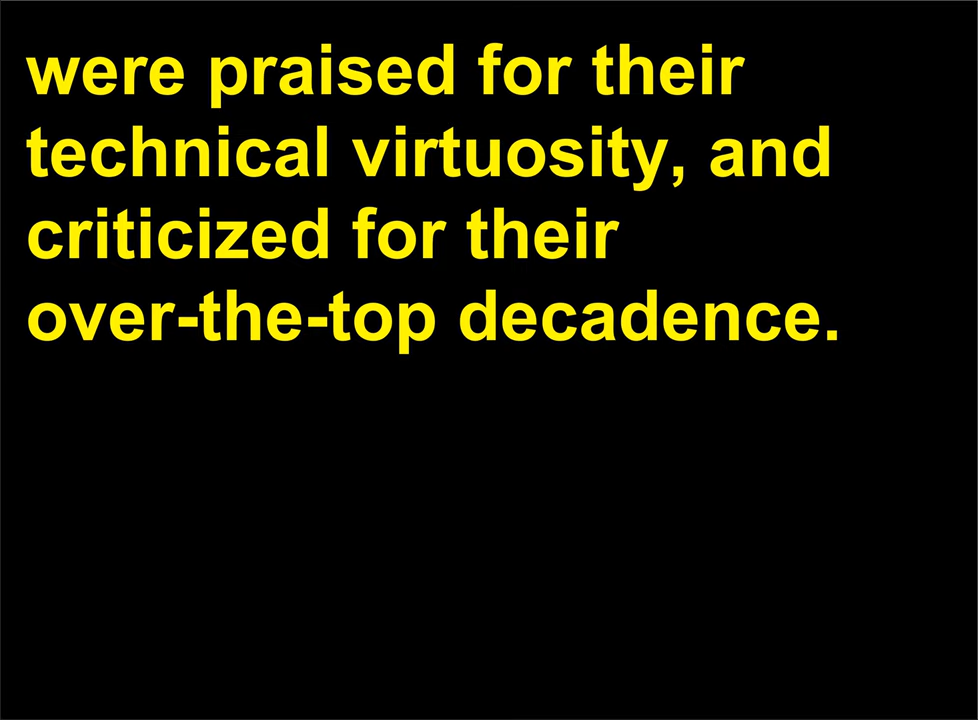 were praised for their
technical virtuosity, and
criticized for their
over-the-top decadence.